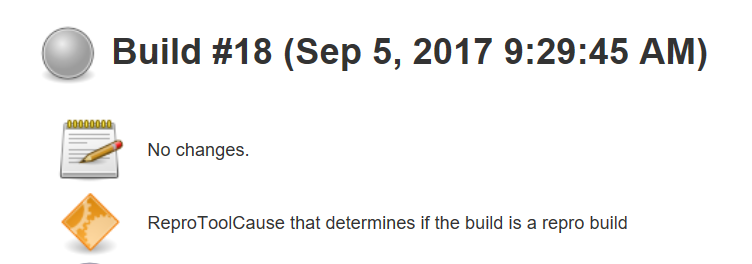 Build #18 (Sep 5, 2017 9:29:45 AM)
No changes.
ReproToolCause that determines if the build is a repro build